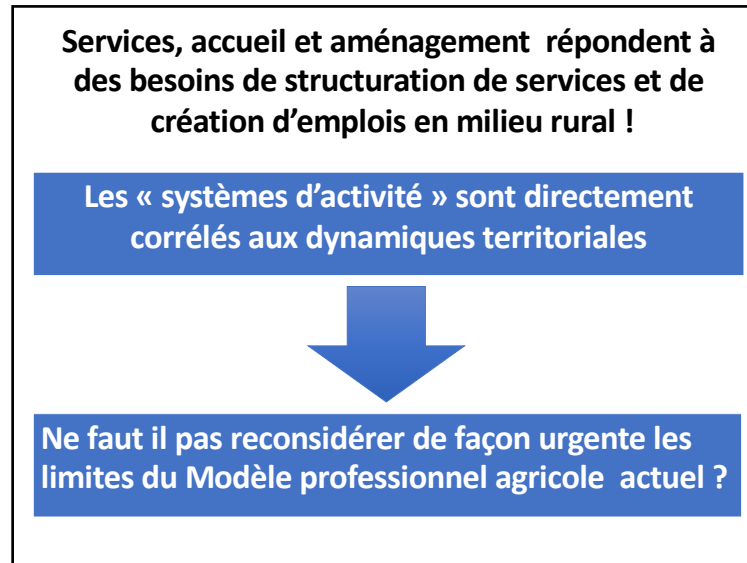 Services, accueil et aménagement  répondent à
des besoins de structuration de services et de
création d’emplois en milieu rural !
Les « systèmes d’activité » sont directement
corrélés aux dynamiques territoriales
Ne faut il pas reconsidérer de façon urgente les
limites du Modèle professionnel agricole  actuel ?